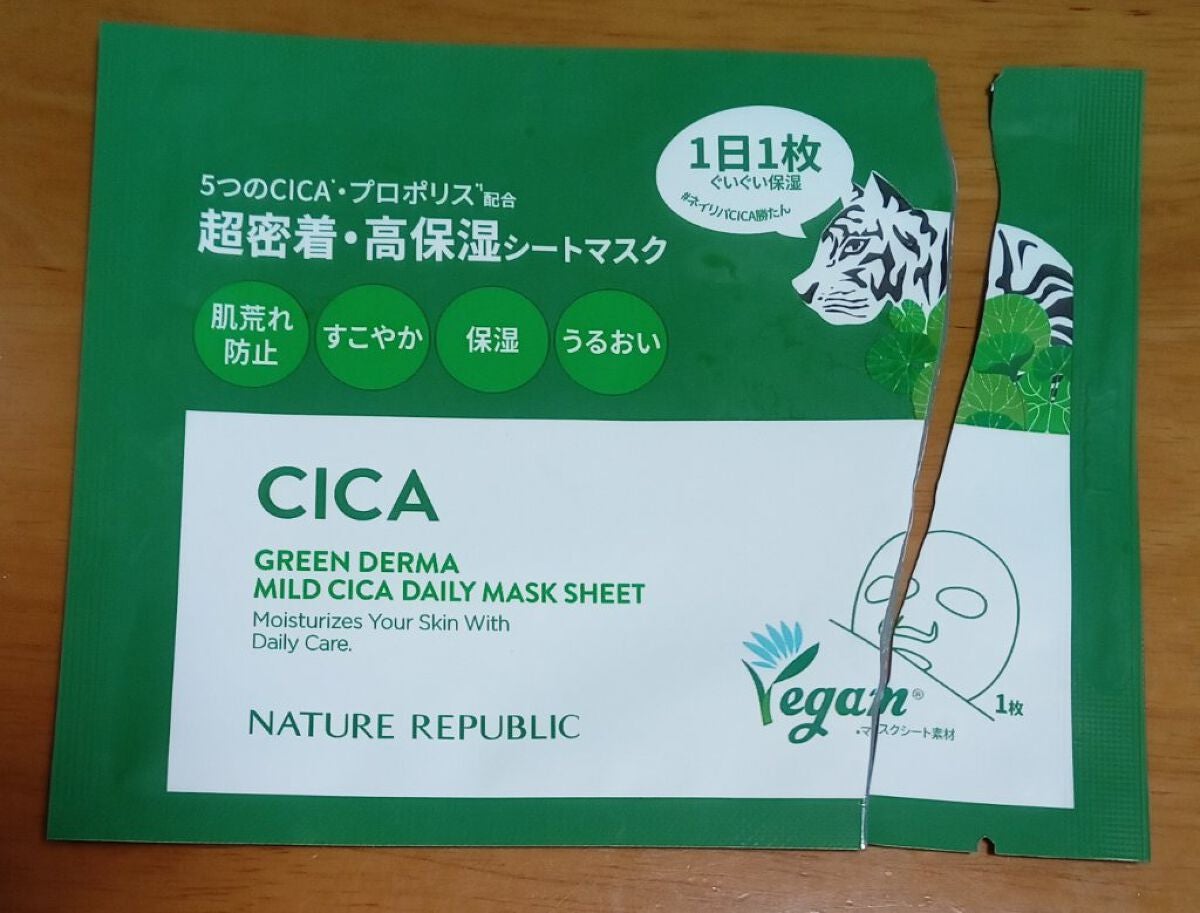 1日1枚
ぐいぐい保湿
#ネイリパCICA勝たん
5つのCICA*・プロポリス*1配合
超密着・高保湿シートマスク
肌荒れ
防止
すこやか
保湿
うるおい
CICA
GREEN DERMA
MILD CICA DAILY MASK SHEET
Moisturizes Your Skin With
Daily Care.
NATURE REPUBLIC
Vegan®
•マスクシート素材
1枚